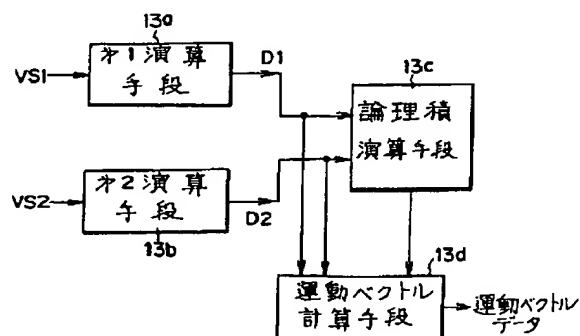 13a
VS1
才1演算
手段
D1
13c
論理積
演算手段
VS2
才2演算
手段
D2
13b
13d
運動ベクトル
計算手段
運動ベクトル
データ